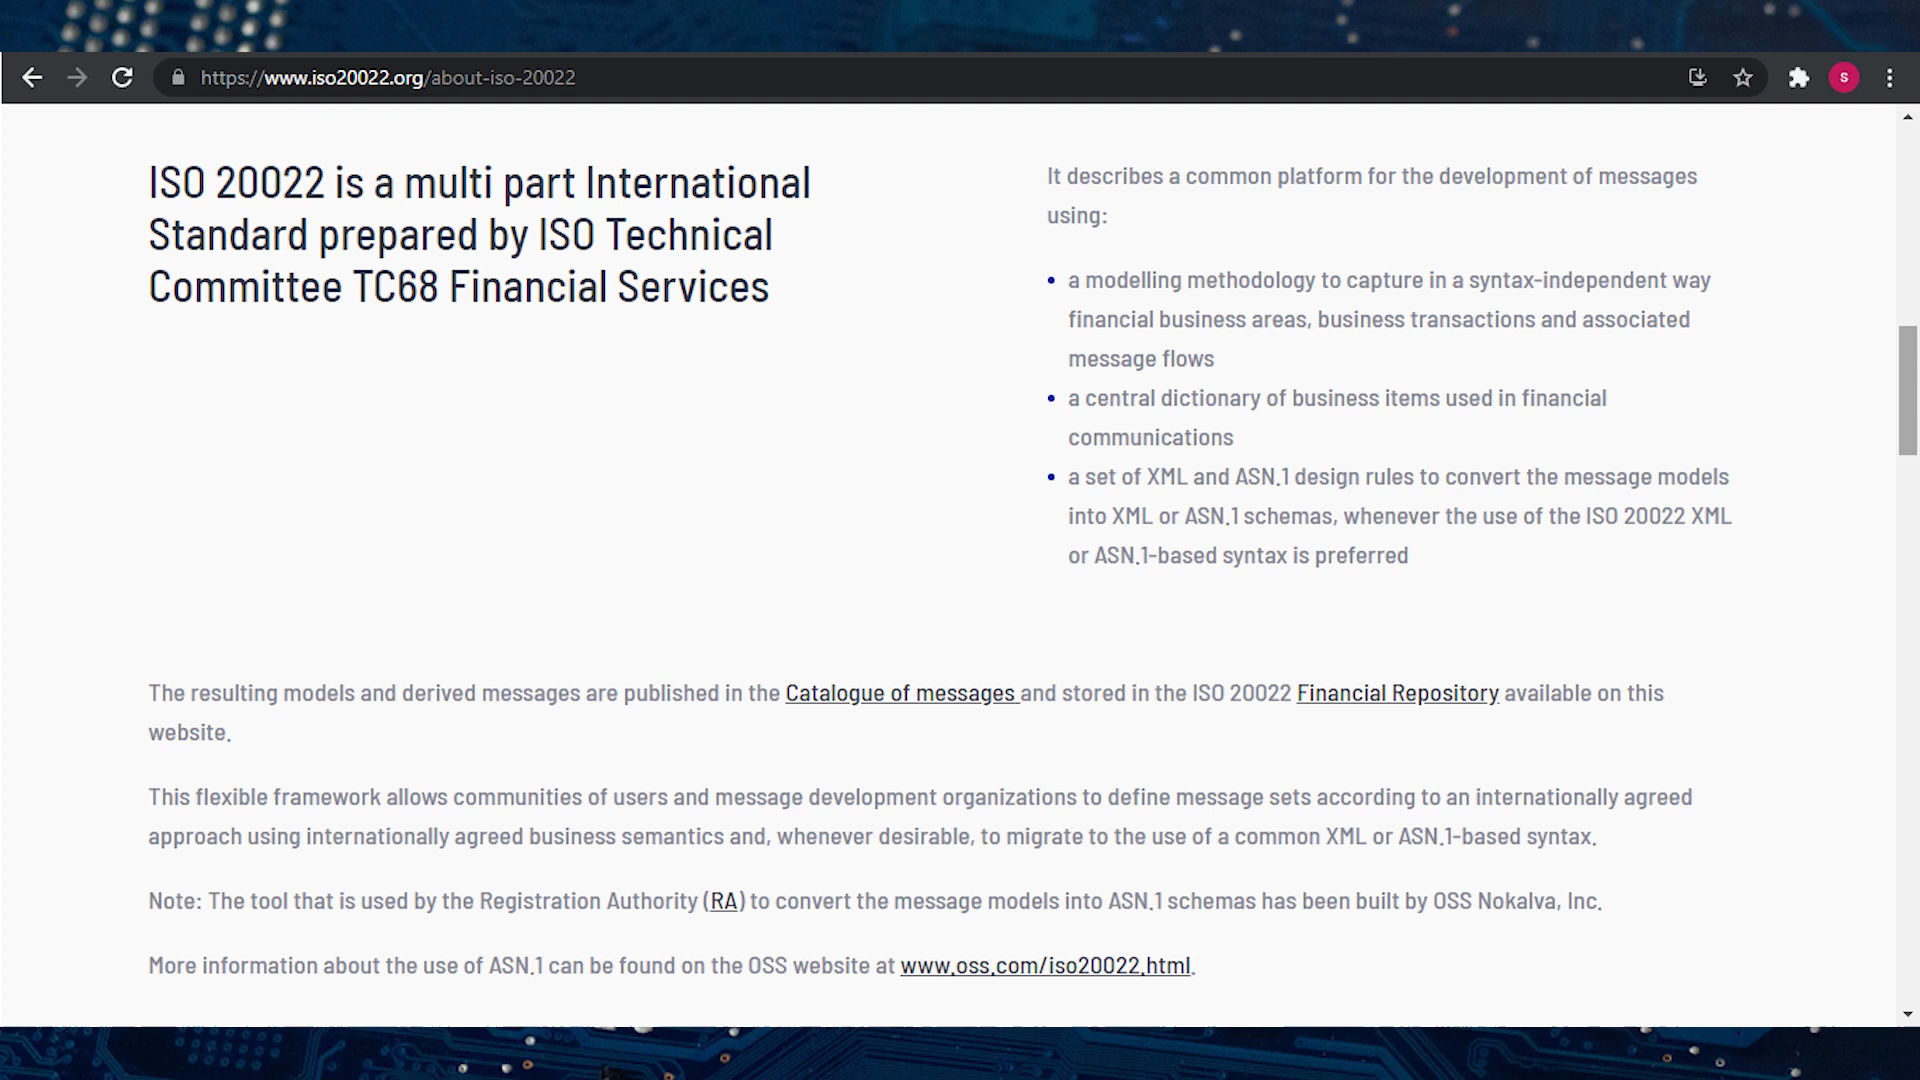 https://www.iso20022.org/about-iso-20022
S
ISO 20022 is a multi part International
Standard prepared by ISO Technical
Committee TC68 Financial Services
It describes a common platform for the development of messages
using:
• a modelling methodology to capture in a syntax-independent way
financial business areas, business transactions and associated
message flows
• a central dictionary of business items used in financial
communications
• a set of XML and ASN.1 design rules to convert the message models
into XML or ASN.1 schemas, whenever the use of the ISO 20022 XML
or ASN.1-based syntax is preferred
The resulting models and derived messages are published in the Catalogue of messages and stored in the ISO 20022 Financial Repository available on this
website.
This flexible framework allows communities of users and message development organizations to define message sets according to an internationally agreed
approach using internationally agreed business semantics and, whenever desirable, to migrate to the use of a common XML or ASN.1-based syntax.
Note: The tool that is used by the Registration Authority (RA) to convert the message models into ASN.1 schemas has been built by OSS Nokalva, Inc.
More information about the use of ASN.1 can be found on the OSS website at www.oss.com/iso20022.html.